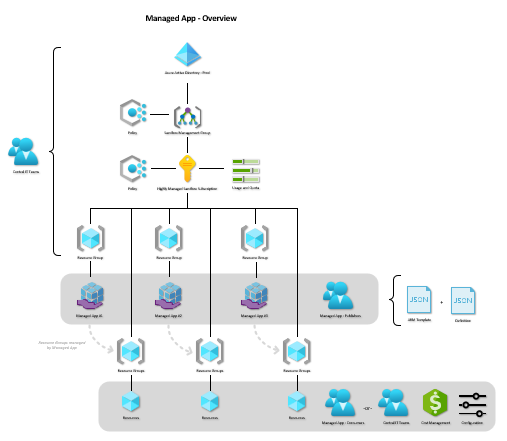 Managed App - Overview
Azure Active Directory - Prod
Policy
Sandbox Management Group
Central IT Teams
Policy
Highly Managed Sandbox Subscription
Usage and Quota
Resource Group
Resource Group
Resource Group
Managed App #1
Managed App #2
Managed App #3
Managed App - Publishers
JSON
+
JSON
ARM Template
Definition
Resource Groups managed
by Managed App
Resource Groups
Resource Groups
Resource Groups
Resources
Resources
Resources
Managed App - Consumers
-or-
Central IT Teams
Cost Management
Configuration